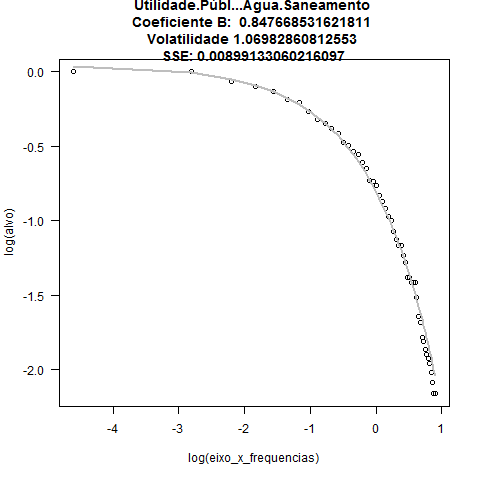 Utilidade.Públ...Água.Saneamento
Coeficiente B:  0.847668531621811
Volatilidade 1.06982860812553
SSE: 0.00899133060216097
0.0
-0.5
-1.0
-1.5
-2.0
log(alvo)
-4 -3 -2 -1 0 1
log(eixo_x_frequencias)